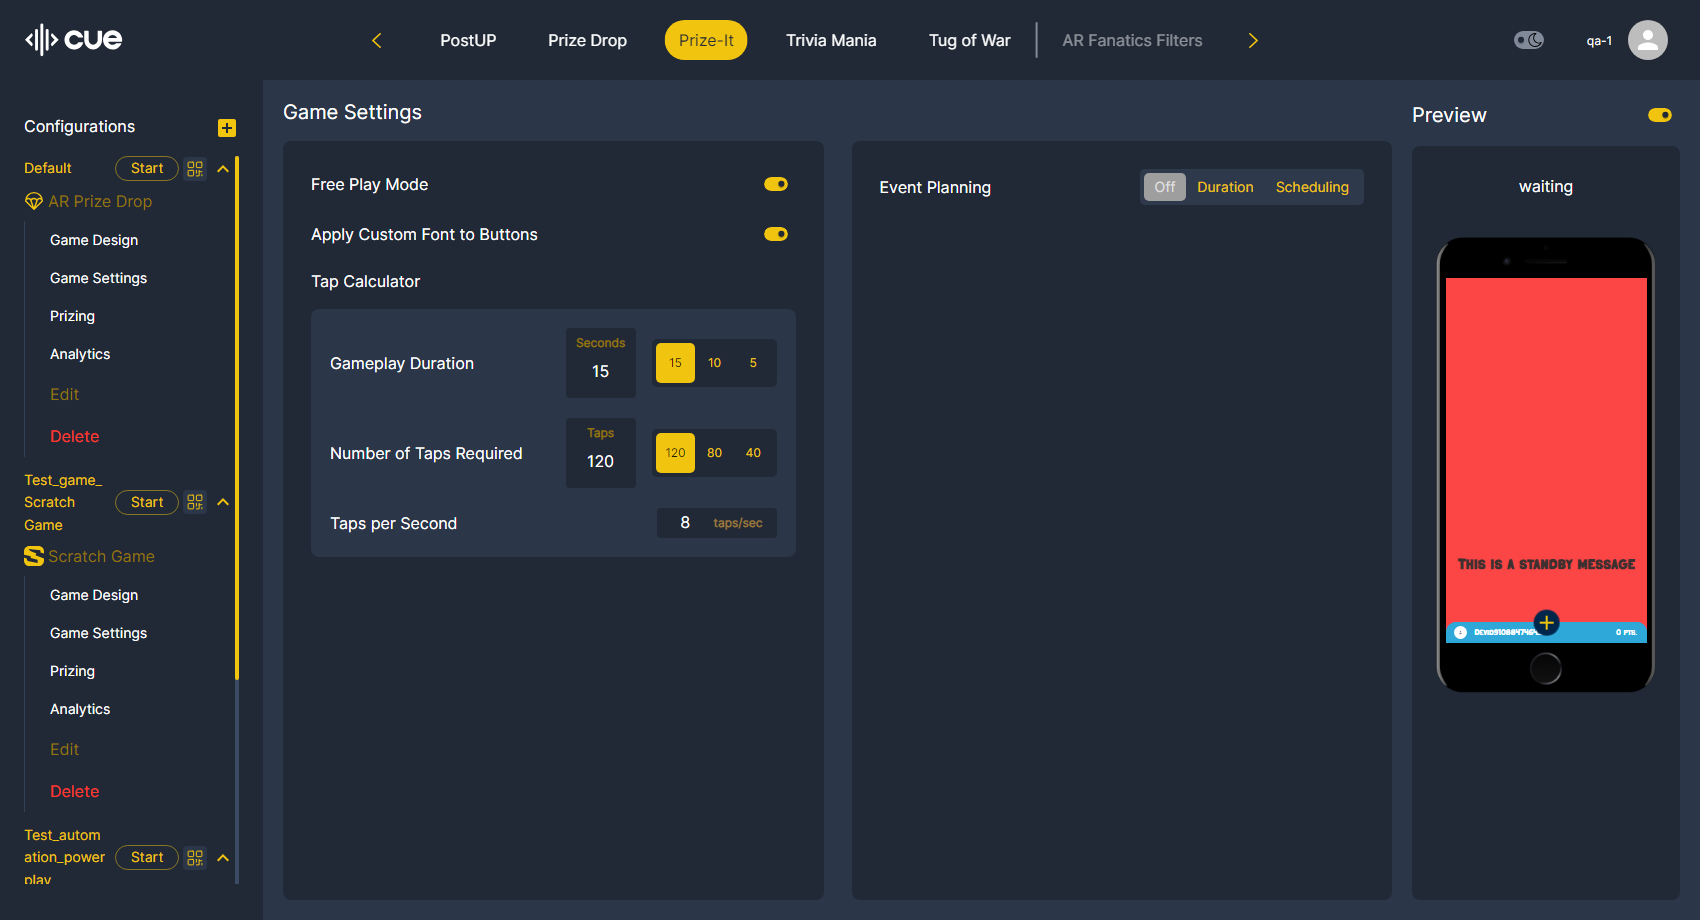 cue
PostUP
Prize Drop
Prize-It
Trivia Mania
Tug of War
AR Fanatics Filters
qa-1
Configurations
Default
Start
AR Prize Drop
Game Design
Game Settings
Prizing
Analytics
Edit
Delete
Test_game_
Scratch
Game
Start
Scratch Game
Game Design
Game Settings
Prizing
Analytics
Edit
Delete
Test_autom
ation_power
play
Start
Game Settings
Free Play Mode
Apply Custom Font to Buttons
Tap Calculator
Gameplay Duration
Seconds
15
15 10 5
Number of Taps Required
Taps
120
120 80 40
Taps per Second
8 taps/sec
Event Planning
Off Duration Scheduling
Preview
waiting
This is a standby message
0 pts.